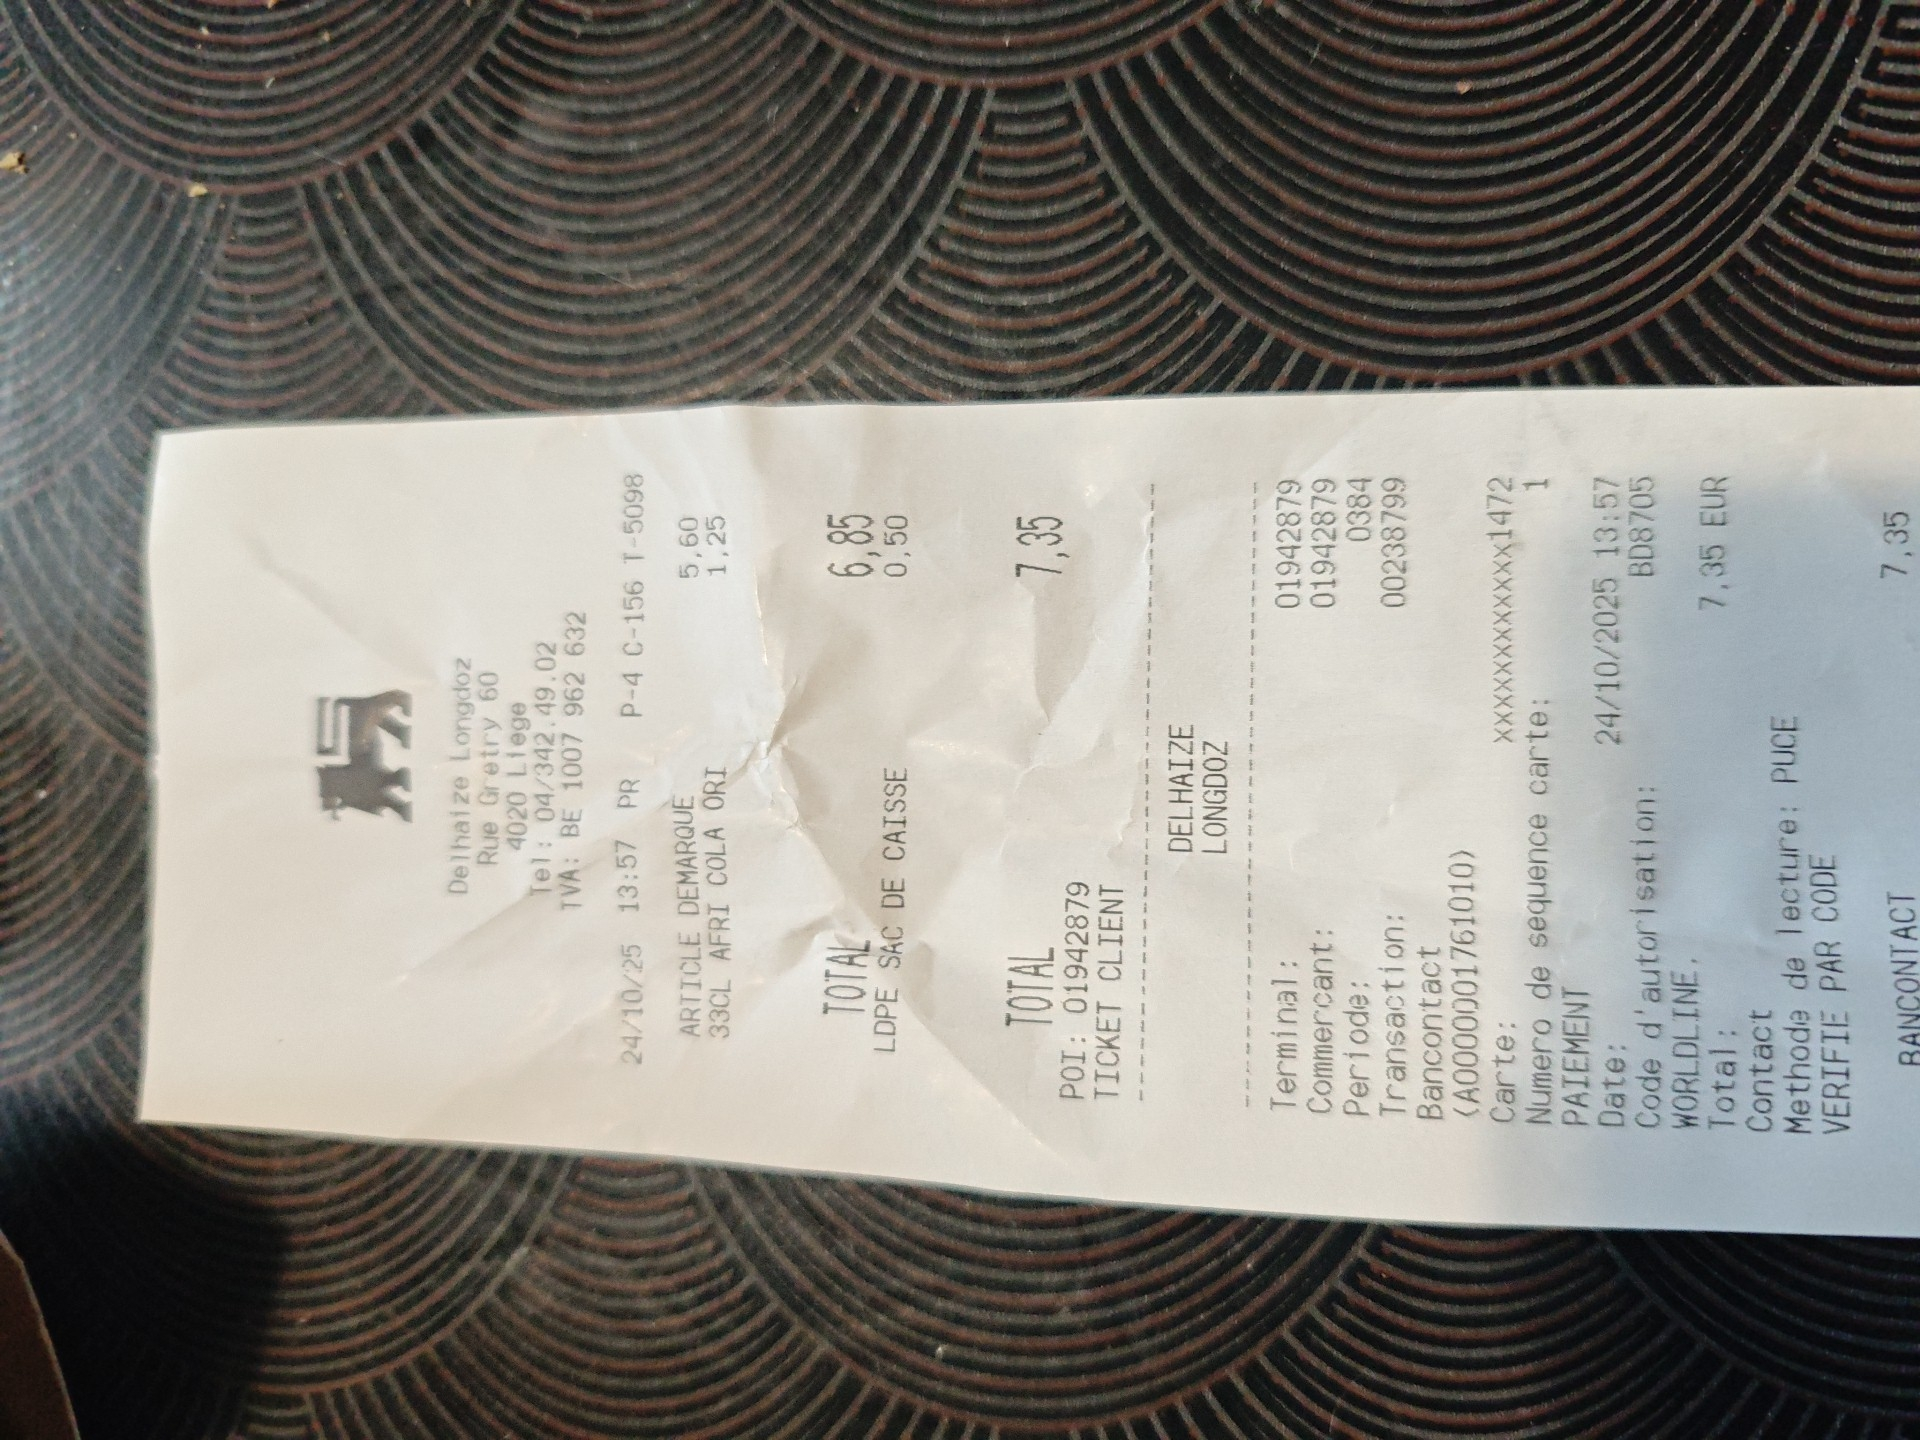 Delhaize Longdoz
Rue Gretry 60
4020 Liege
Tel: 04/342.49.02
TVA: BE 1007 962 632
24/10/25 13:57 PR P-4 C-156 T-5098
ARTICLE DEMARQUE 5,60
33CL AFRI COLA ORI 1,25
TOTAL 6,85
LDPE SAC DE CAISSE 0,50
TOTAL 7,35
POI: 01942879
TICKET CLIENT
DELHAIZE
LONGDOZ
Terminal: 01942879
Commercant: 01942879
Periode: 0384
Transaction: 00238799
Bancontact
(A0000001761010)
Carte: xxxxxxxxxxxxx1472
Numero de sequence carte: 1
PAIEMENT
Date: 24/10/2025 13:57
Code d'autorisation: BD8705
WORLDLINE.
Total: 7,35 EUR
Contact
Methode de lecture: PUCE
VERIFIE PAR CODE
BANCONTACT 7,35